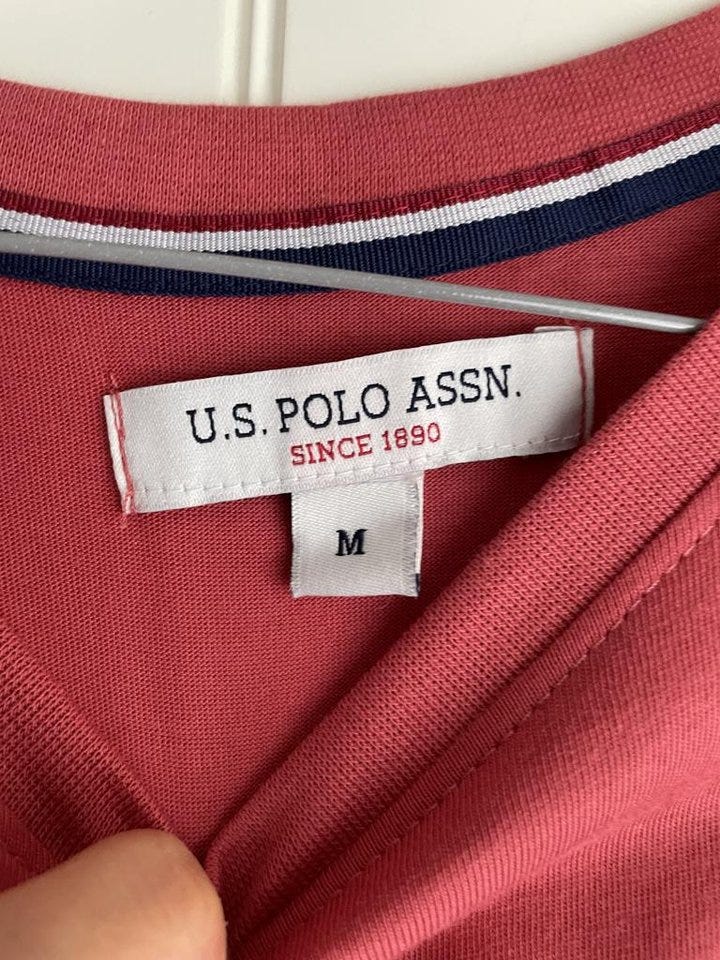 U.S. POLO ASSN.
SINCE 1890
M